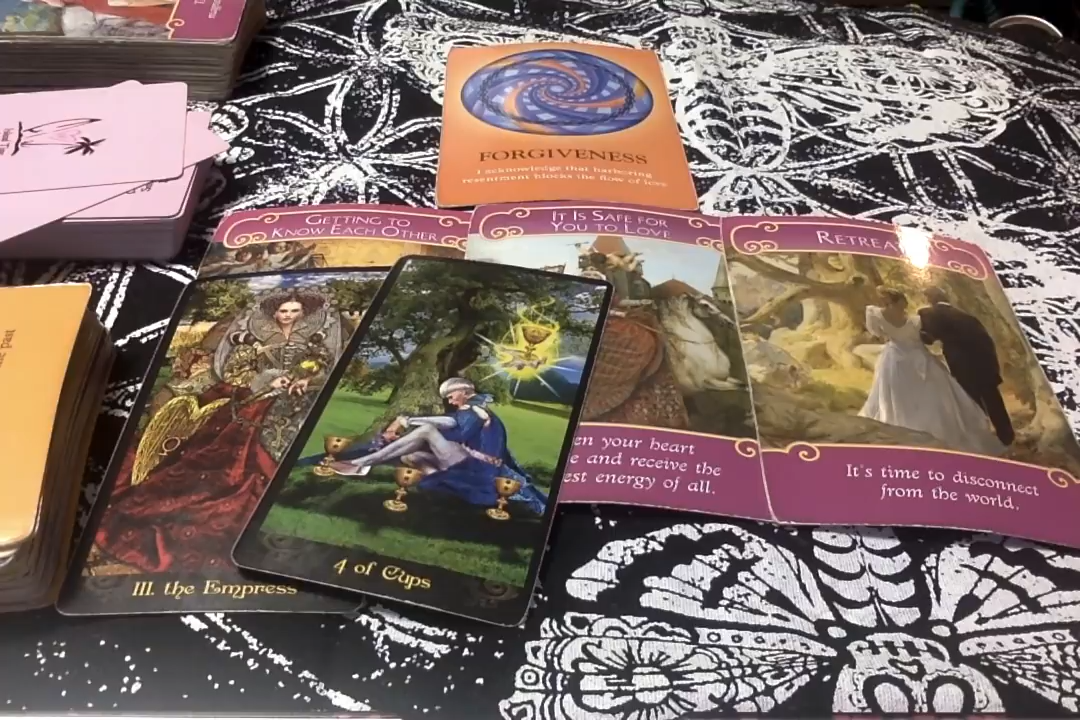 FORGIVENESS
I acknowledge that harboring
resentment blocks the flow of love
GETTING TO
KNOW EACH OTHER
IT IS SAFE FOR
YOU TO LOVE
RETREAT
en your heart
e and receive the
est energy of all.
It's time to disconnect
from the world.
III. the Empress
4 of Cups
Past